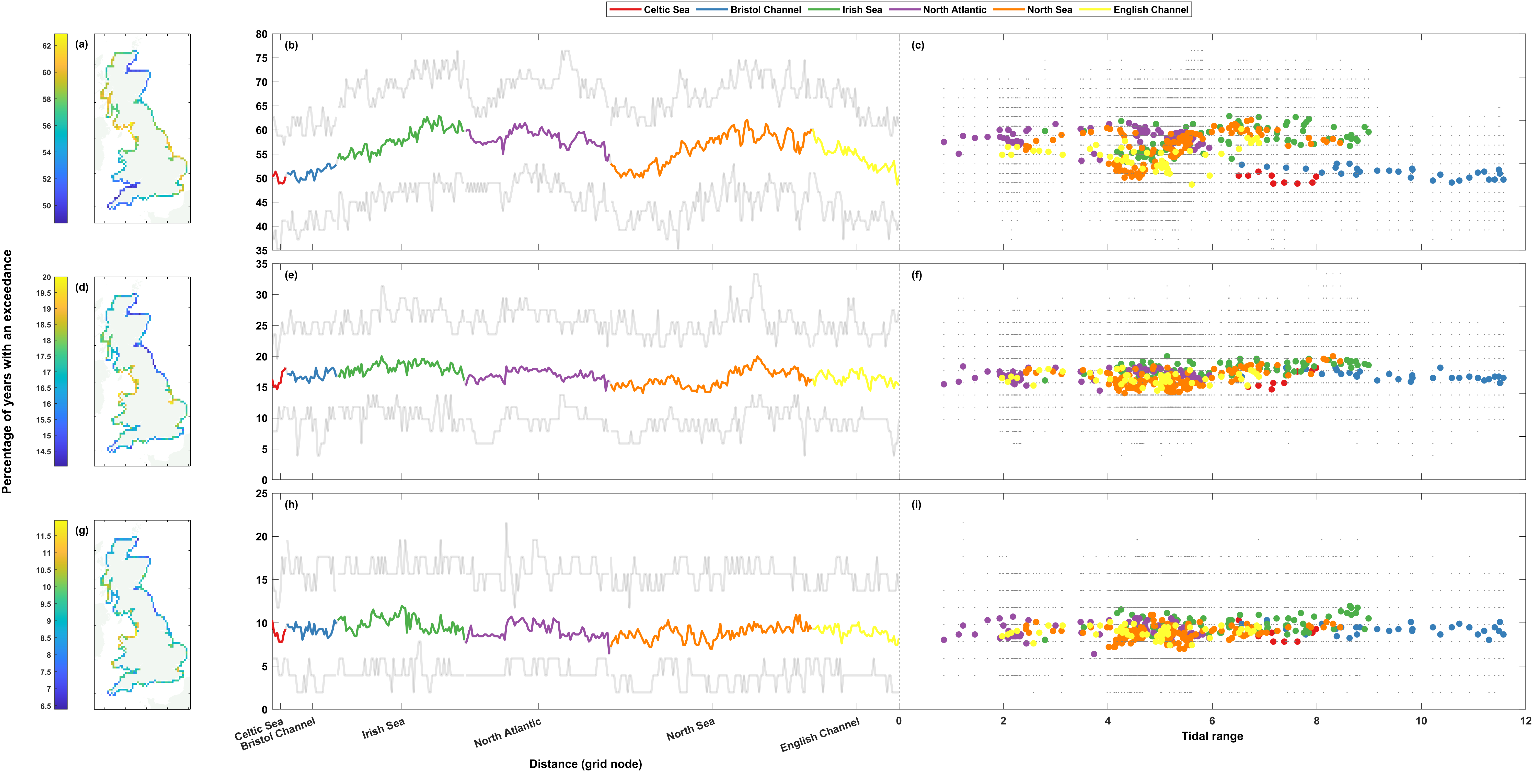 Celtic Sea Bristol Channel Irish Sea North Atlantic North Sea English Channel
Percentage of years with an exceedance
(a)
62
60
58
56
54
52
50
(b)
80
75
70
65
60
55
50
45
40
35
(c)
(d)
20
19.5
19
18.5
18
17.5
17
16.5
16
15.5
15
14.5
(e)
35
30
25
20
15
10
5
0
(f)
(g)
11.5
11
10.5
10
9.5
9
8.5
8
7.5
7
6.5
(h)
25
20
15
10
5
0
(i)
Celtic Sea
Bristol Channel
Irish Sea
North Atlantic
North Sea
English Channel
0 2 4 6 8 10 12
Distance (grid node)
Tidal range